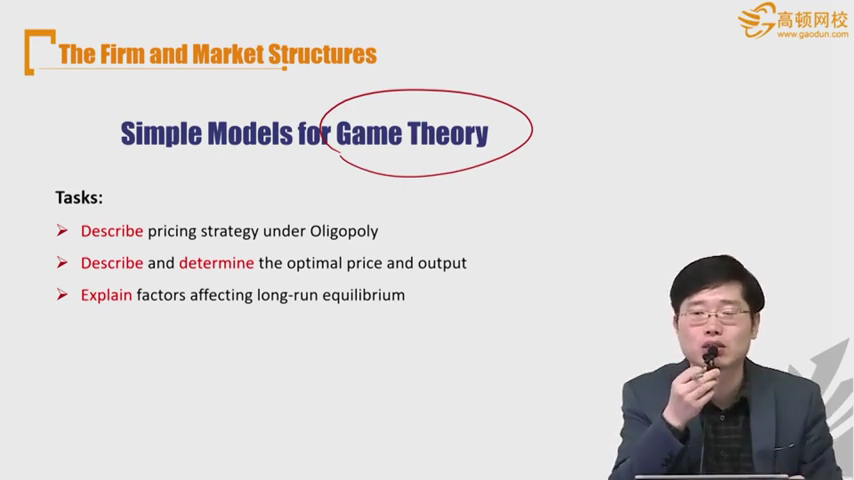 高顿网校
www.gaodun.com
The Firm and Market Structures
Simple Models for Game Theory
Tasks:
Describe pricing strategy under Oligopoly
Describe and determine the optimal price and output
Explain factors affecting long-run equilibrium